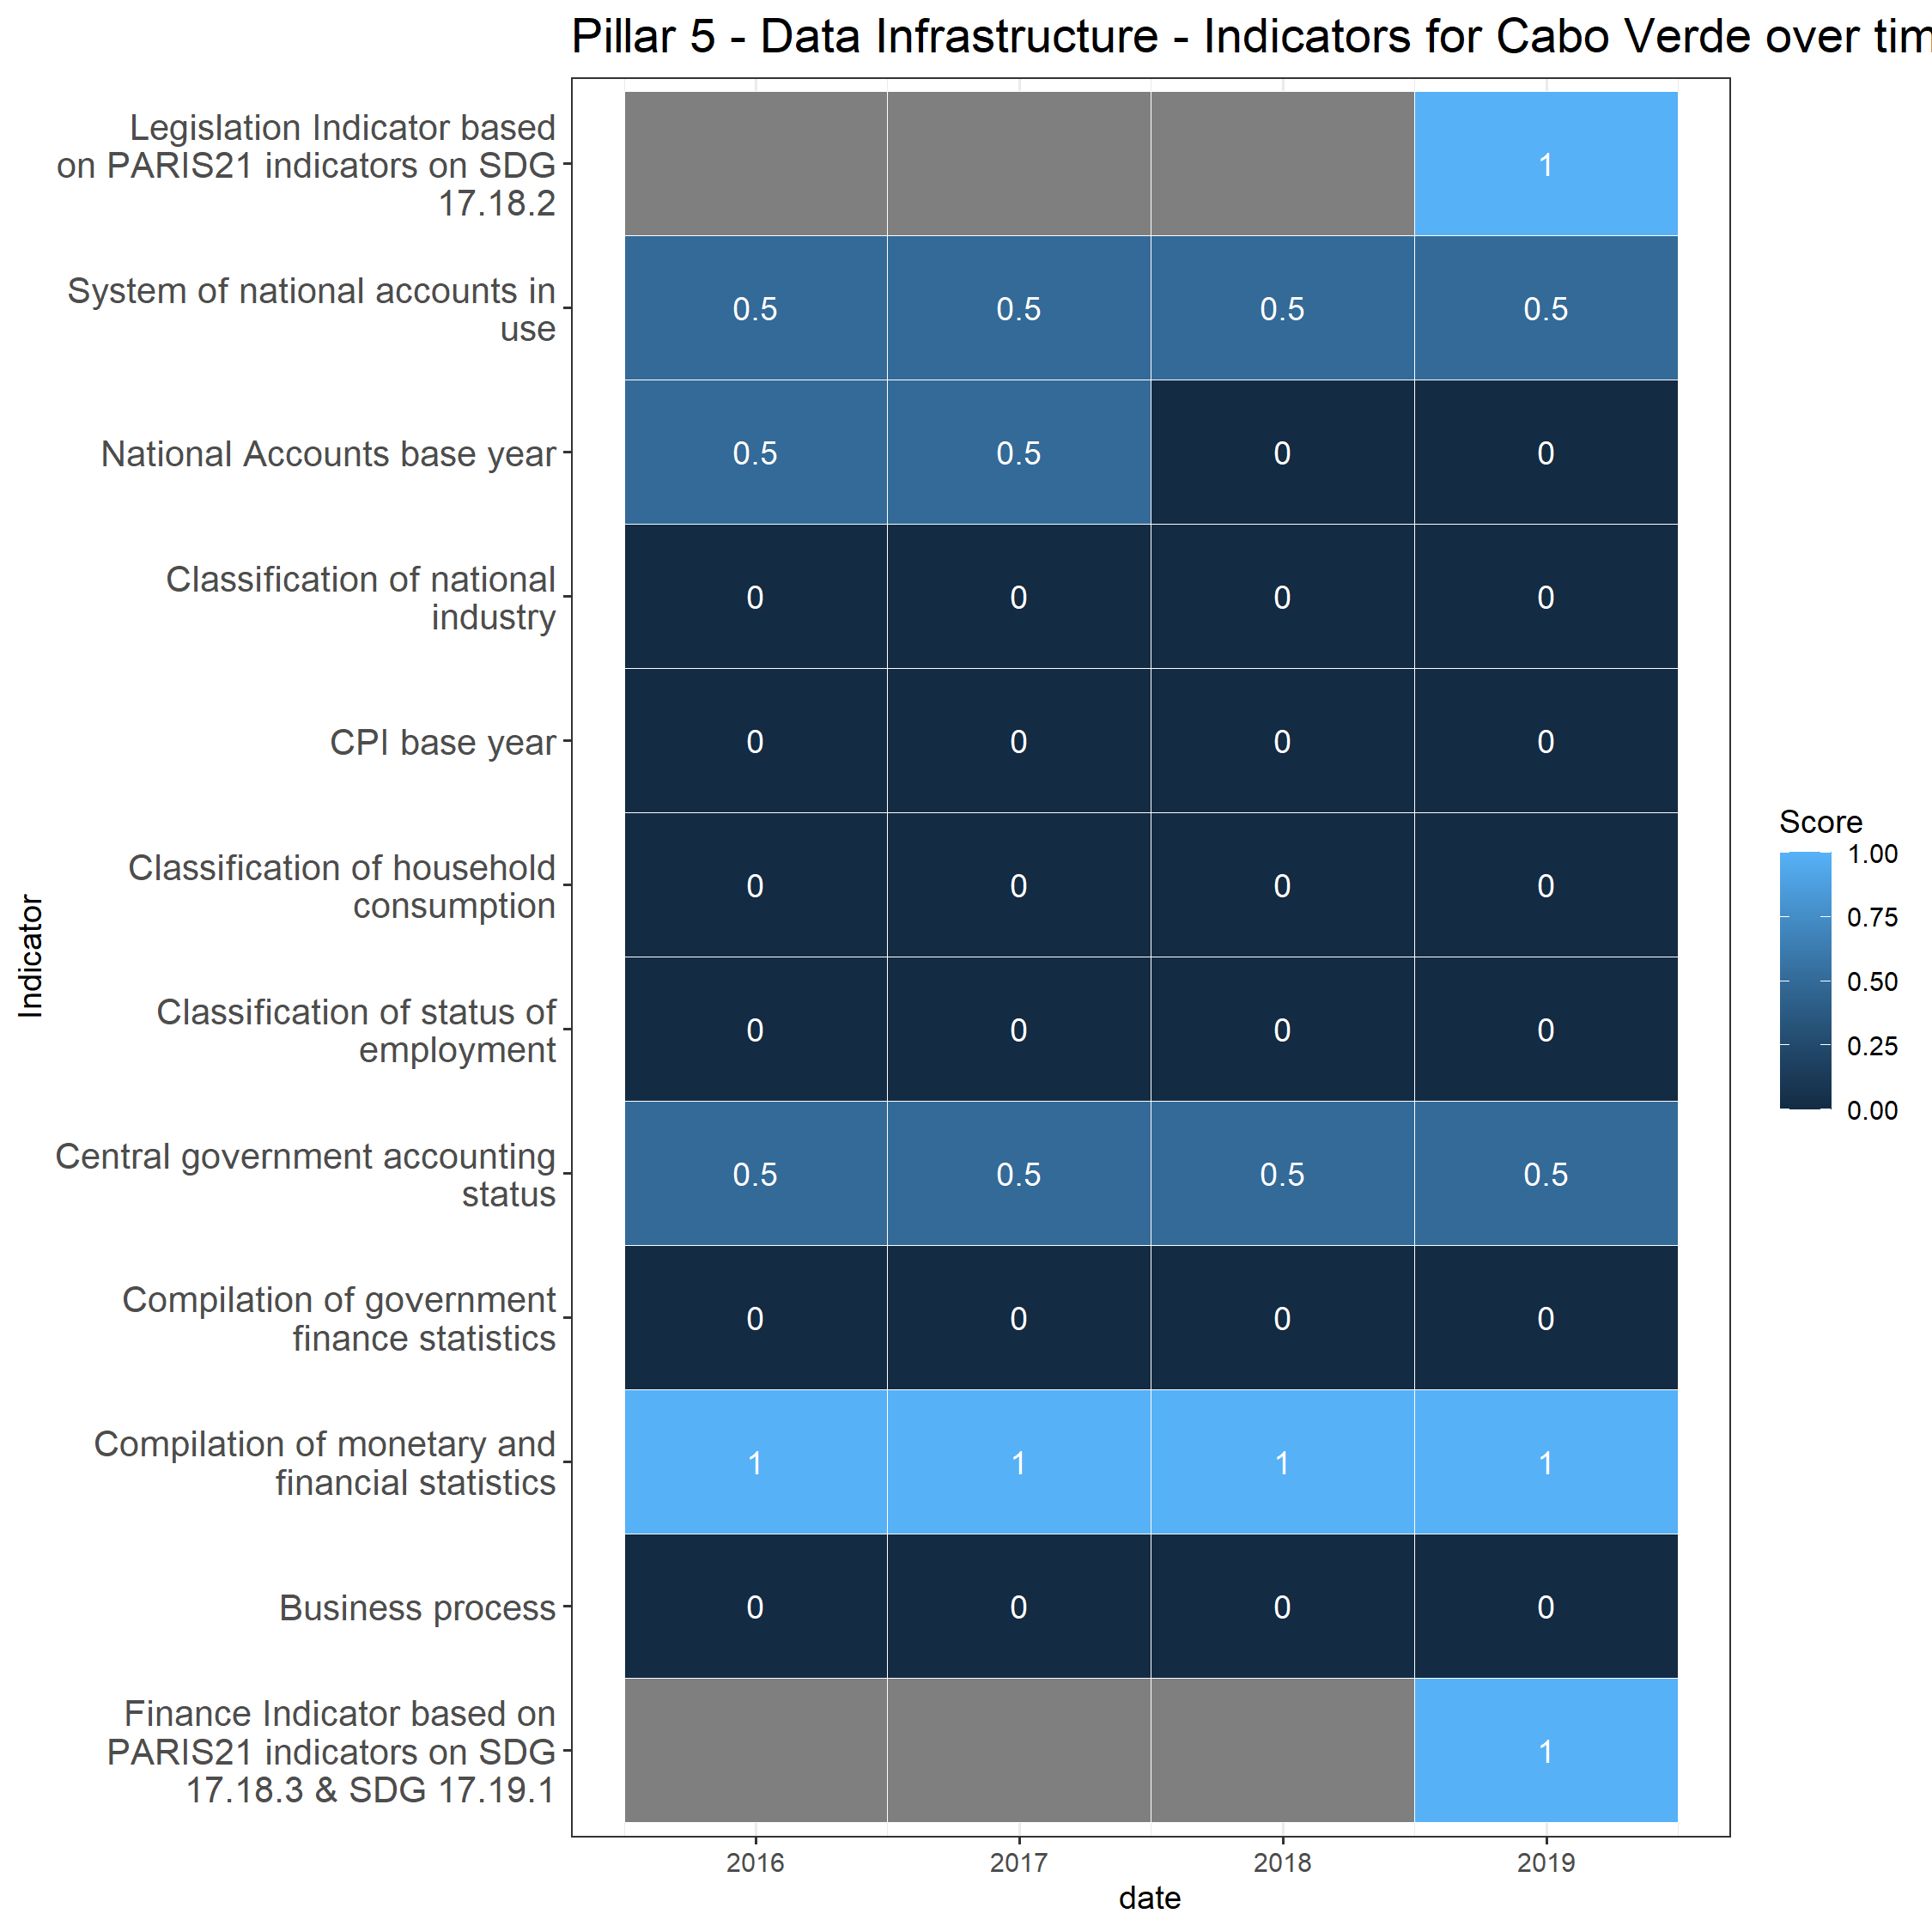 Pillar 5 - Data Infrastructure - Indicators for Cabo Verde over tim
Indicator
Legislation Indicator based
on PARIS21 indicators on SDG
17.18.2
1
System of national accounts in
use
0.5 0.5 0.5 0.5
National Accounts base year
0.5 0.5 0 0
Classification of national
industry
0 0 0 0
CPI base year
0 0 0 0
Classification of household
consumption
0 0 0 0
Classification of status of
employment
0 0 0 0
Central government accounting
status
0.5 0.5 0.5 0.5
Compilation of government
finance statistics
0 0 0 0
Compilation of monetary and
financial statistics
1 1 1 1
Business process
0 0 0 0
Finance Indicator based on
PARIS21 indicators on SDG
17.18.3 & SDG 17.19.1
1
2016 2017 2018 2019
date
Score
1.00
0.75
0.50
0.25
0.00